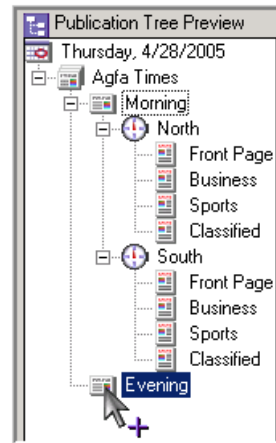 Publication Tree Preview
Thursday, 4/28/2005
Agfa Times
Morning
North
Front Page
Business
Sports
Classified
South
Front Page
Business
Sports
Classified
Evening